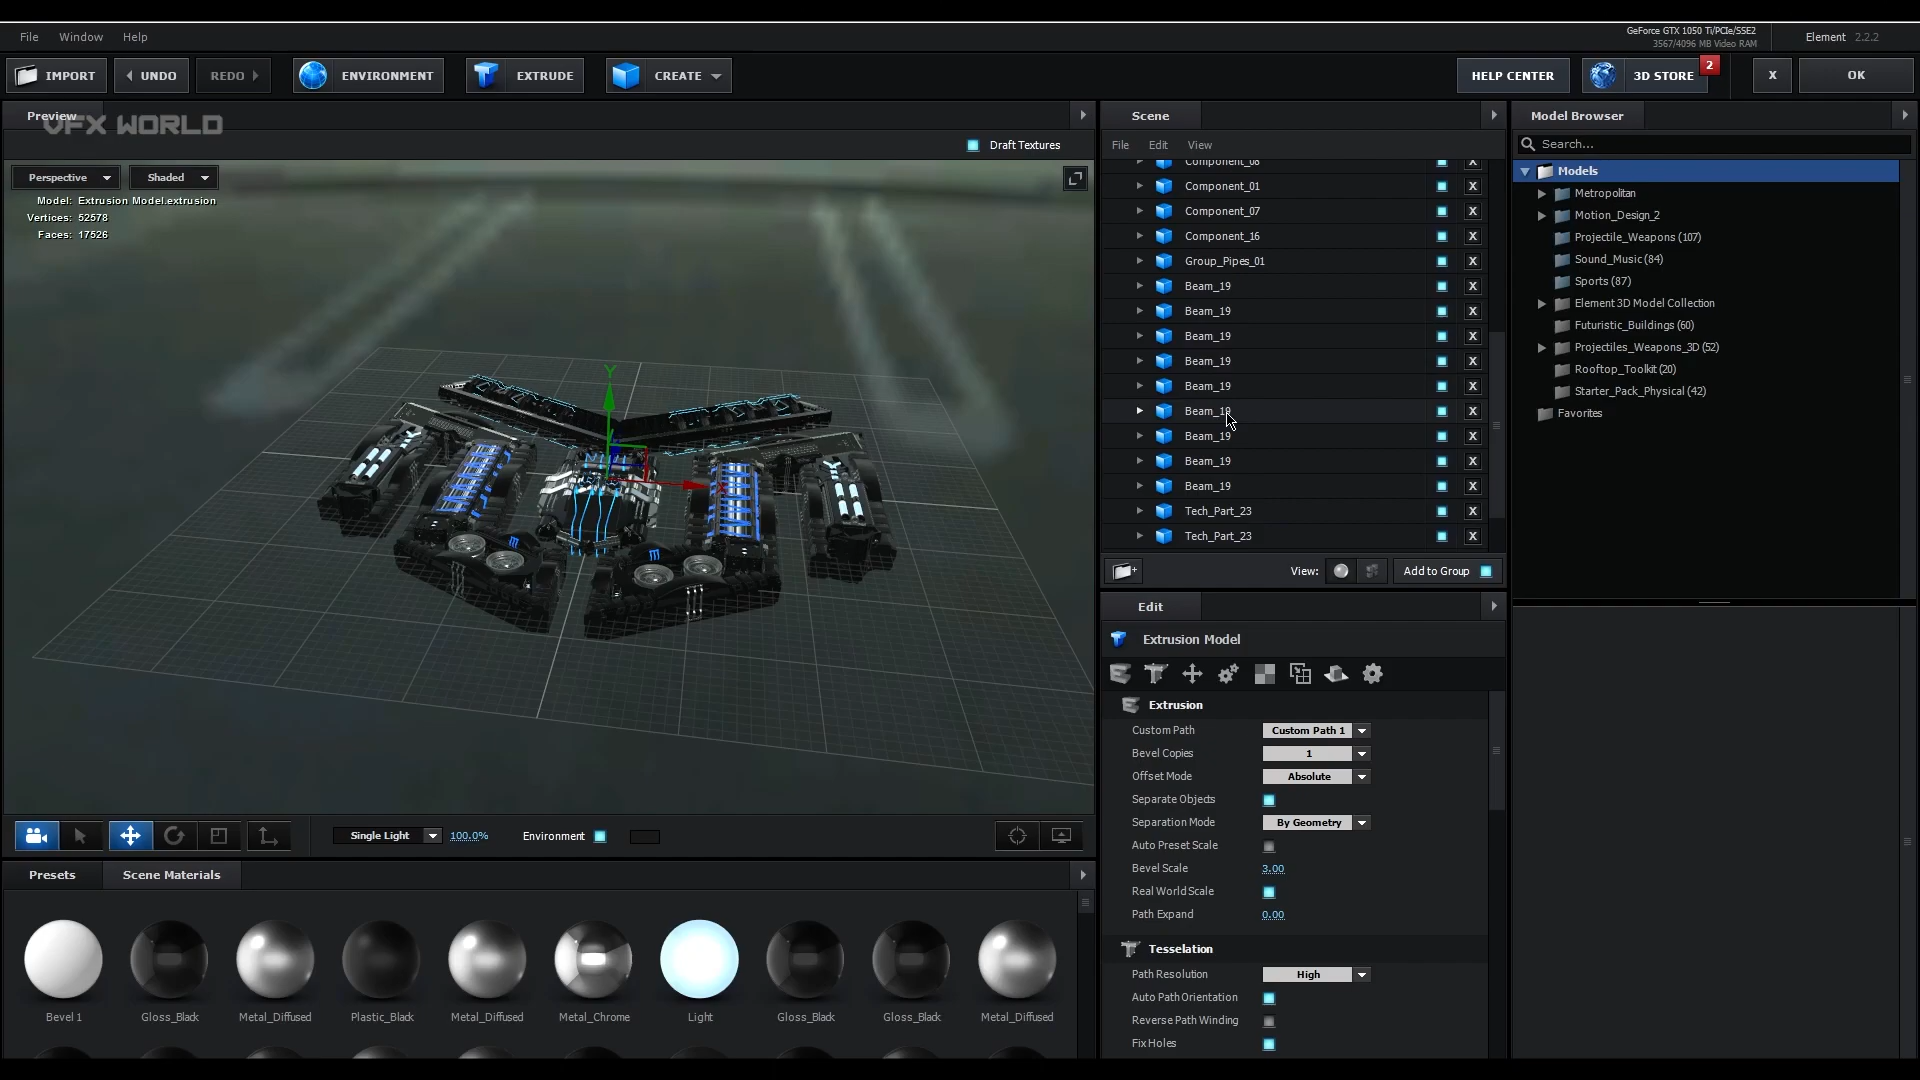 File Window Help
GeForce GTX 1050 Ti/PCIe/SSE2
3567/4096 MB Video RAM
Element 2.2.2
IMPORT UNDO REDO ENVIRONMENT EXTRUDE CREATE
HELP CENTER 3D STORE 2 X OK
Preview
VFX WORLD
Draft Textures
Perspective Shaded
Model: Extrusion Model.extrusion
Vertices: 52578
Faces: 17526
Y
X
Single Light 100.0% Environment
Presets Scene Materials
Bevel 1 Gloss_Black Metal_Diffused Plastic_Black Metal_Diffused Metal_Chrome Light Gloss_Black Gloss_Black Metal_Diffused
Scene
File Edit View
Component_08 X
Component_01 X
Component_07 X
Component_16 X
Group_Pipes_01 X
Beam_19 X
Beam_19 X
Beam_19 X
Beam_19 X
Beam_19 X
Beam_19 X
Beam_19 X
Beam_19 X
Beam_19 X
Tech_Part_23 X
Tech_Part_23 X
View: Add to Group
Edit
Extrusion Model
Extrusion
Custom Path Custom Path 1
Bevel Copies 1
Offset Mode Absolute
Separate Objects
Separation Mode By Geometry
Auto Preset Scale
Bevel Scale 3.00
Real World Scale
Path Expand 0.00
Tesselation
Path Resolution High
Auto Path Orientation
Reverse Path Winding
Fix Holes
Model Browser
Search...
Models
Metropolitan
Motion_Design_2
Projectile_Weapons (107)
Sound_Music (84)
Sports (87)
Element 3D Model Collection
Futuristic_Buildings (60)
Projectiles_Weapons_3D (52)
Rooftop_Toolkit (20)
Starter_Pack_Physical (42)
Favorites